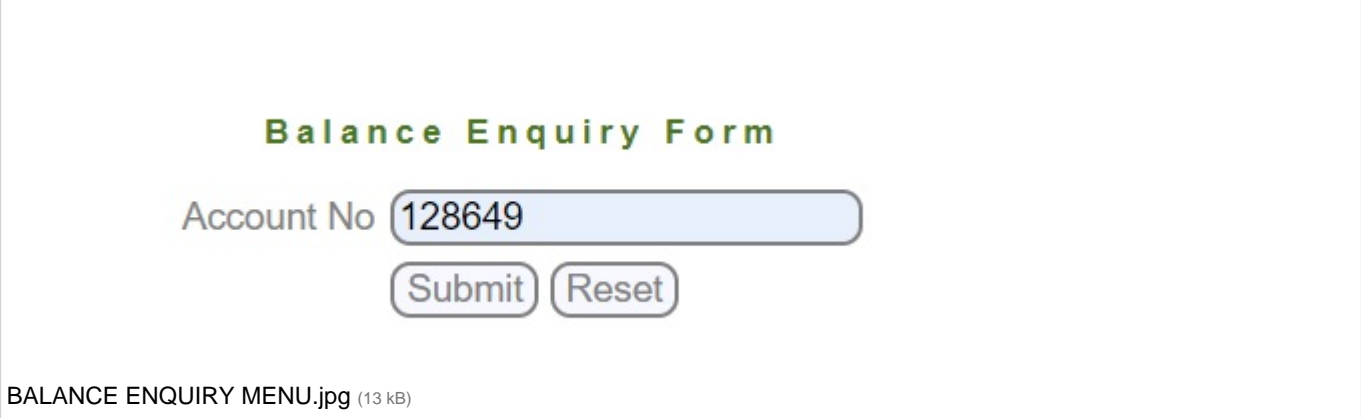 Balance Enquiry Form
Account No 128649
Submit Reset
BALANCE ENQUIRY MENU.jpg (13 kB)